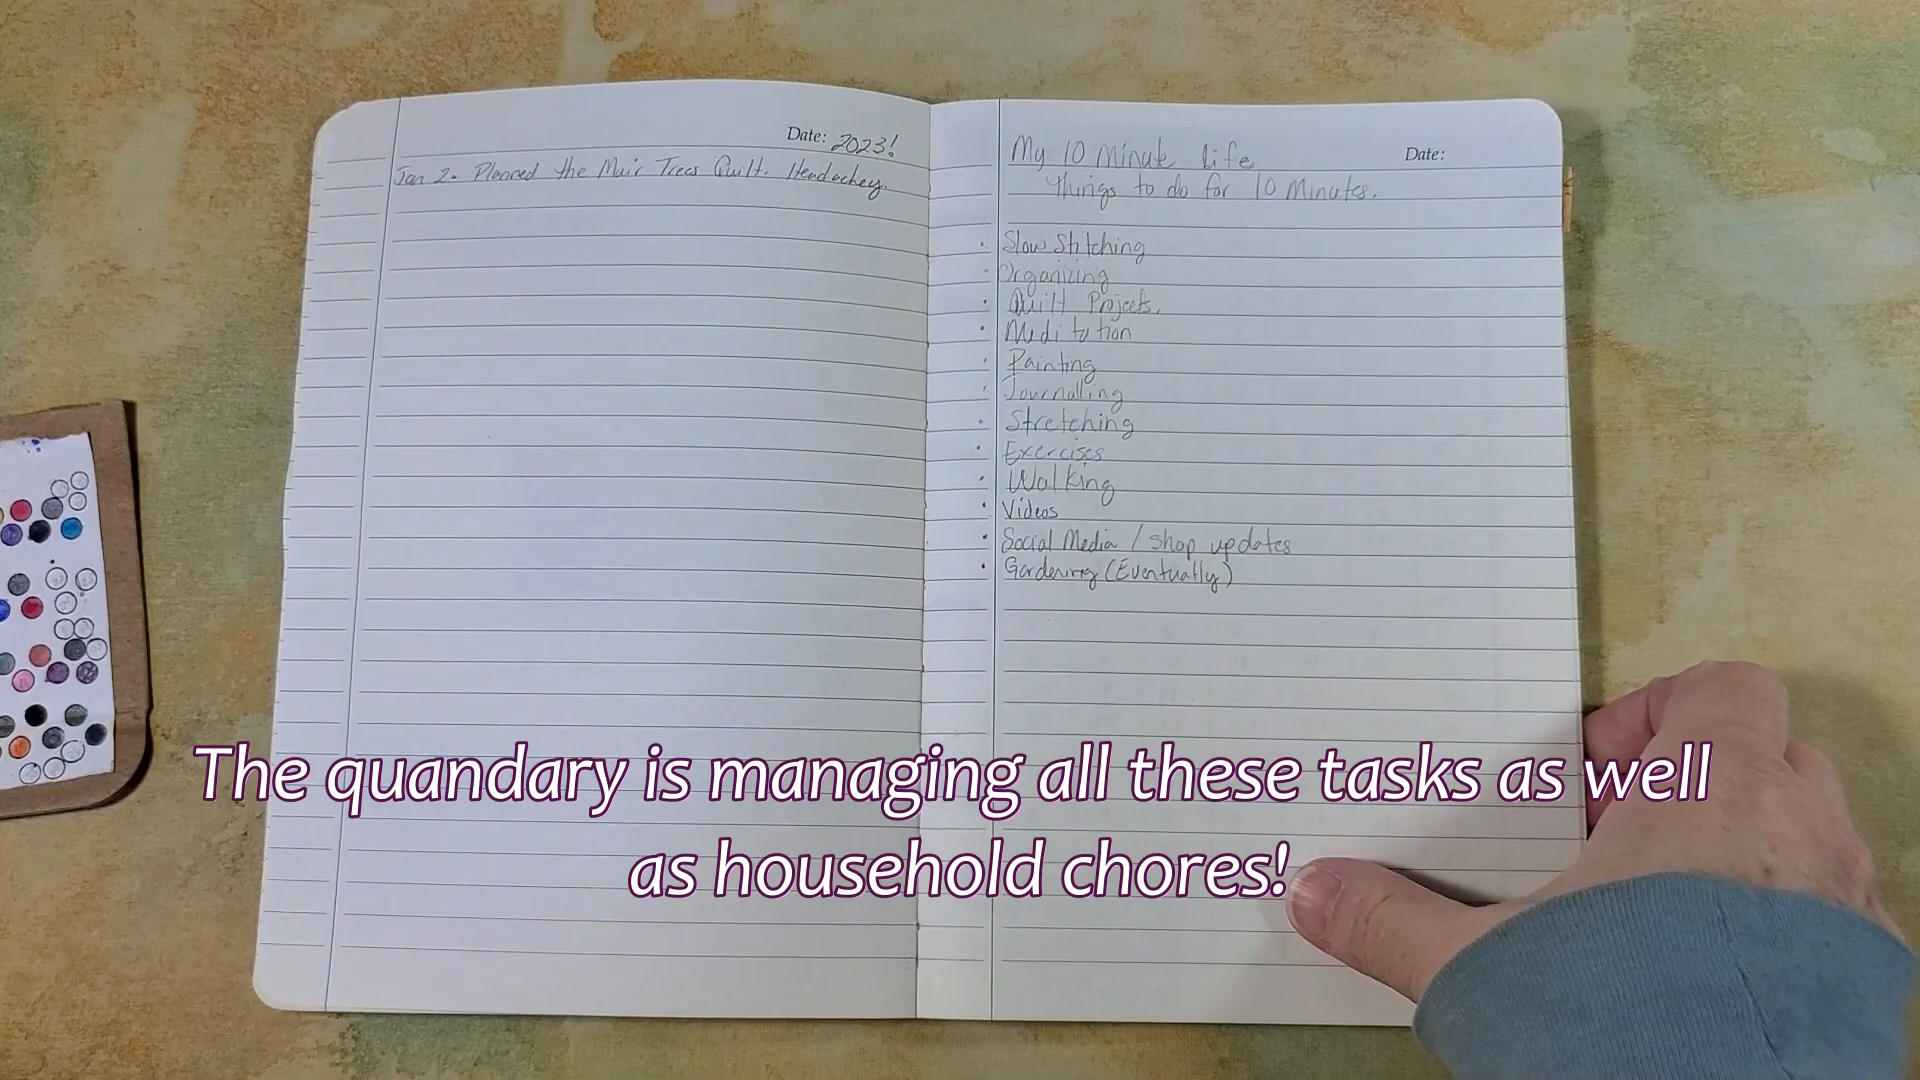 Date: 2023!
Jan 2. Planned the Muir Trees Quilt. Headachey.
My 10 minute life
Date:
Things to do for 10 Minutes.
• Slow Stitching
• Organizing
• Quilt Projects.
• Meditation
• Painting
• Journalling
• Stretching
• Exercises
• Walking
• Videos
• Social Media / shop updates
• Gardening (Eventually)
The quandary is managing all these tasks as well
as household chores!